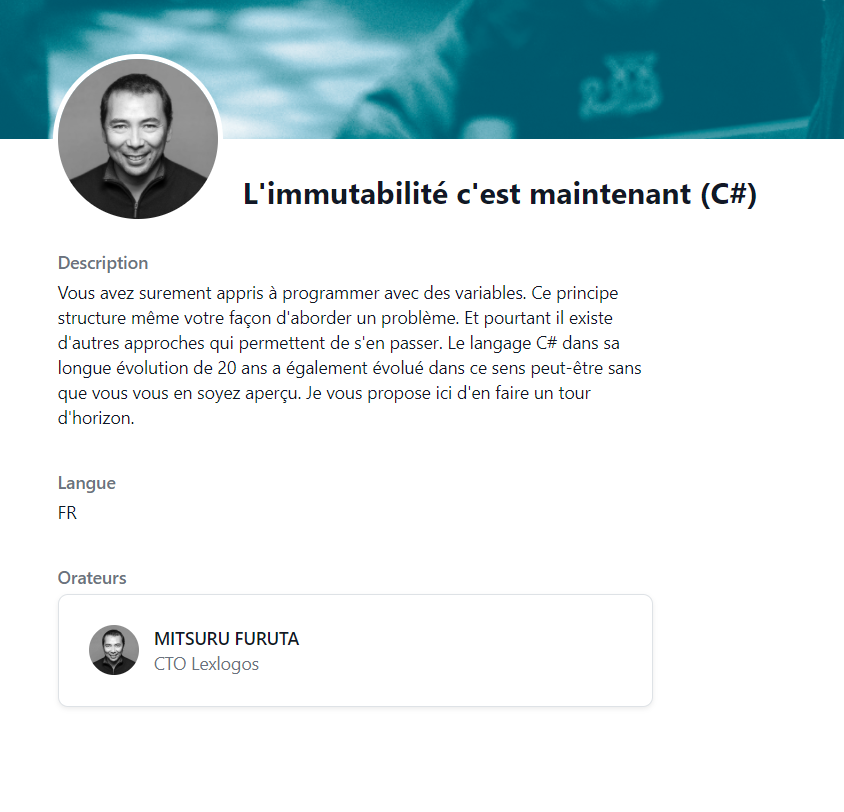 L'immutabilité c'est maintenant (C#)
Description
Vous avez surement appris à programmer avec des variables. Ce principe
structure même votre façon d'aborder un problème. Et pourtant il existe
d'autres approches qui permettent de s'en passer. Le langage C# dans sa
longue évolution de 20 ans a également évolué dans ce sens peut-être sans
que vous vous en soyez aperçu. Je vous propose ici d'en faire un tour
d'horizon.
Langue
FR
Orateurs
MITSURU FURUTA
CTO Lexlogos